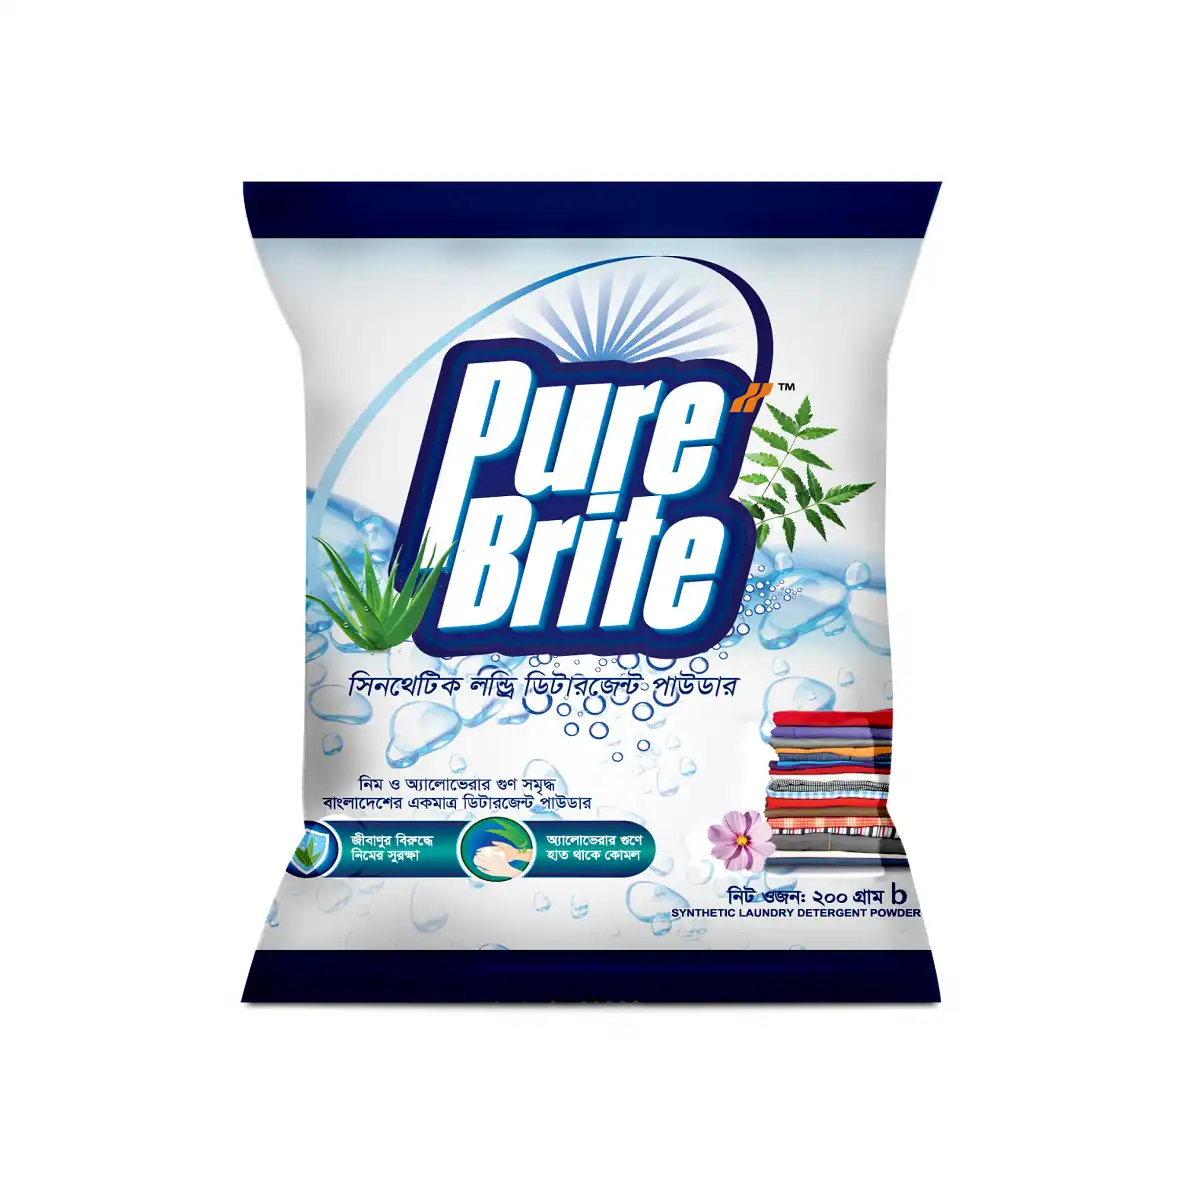 Pure
Brite
TM
সিনথেটিক লন্ড্রি ডিটারজেন্ট পাউডার
নিম ও অ্যালোভেরার গুণ সমৃদ্ধ
বাংলাদেশের একমাত্র ডিটারজেন্ট পাউডার
জীবাণুর বিরুদ্ধে
নিমের সুরক্ষা
অ্যালোভেরার গুণে
হাত থাকে কোমল
নিট ওজন: ২০০ গ্রাম b
SYNTHETIC LAUNDRY DETERGENT POWDER